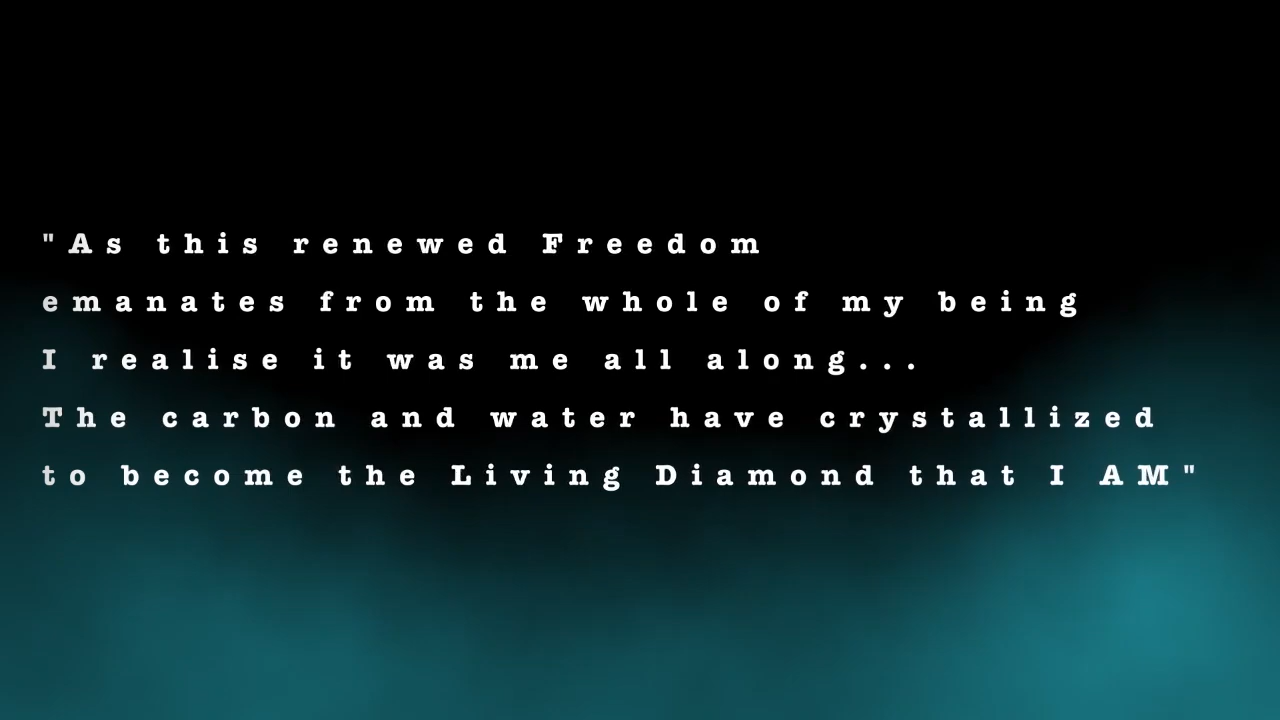 "As this renewed Freedom
emanates from the whole of my being
I realise it was me all along...
The carbon and water have crystallized
to become the Living Diamond that I AM"